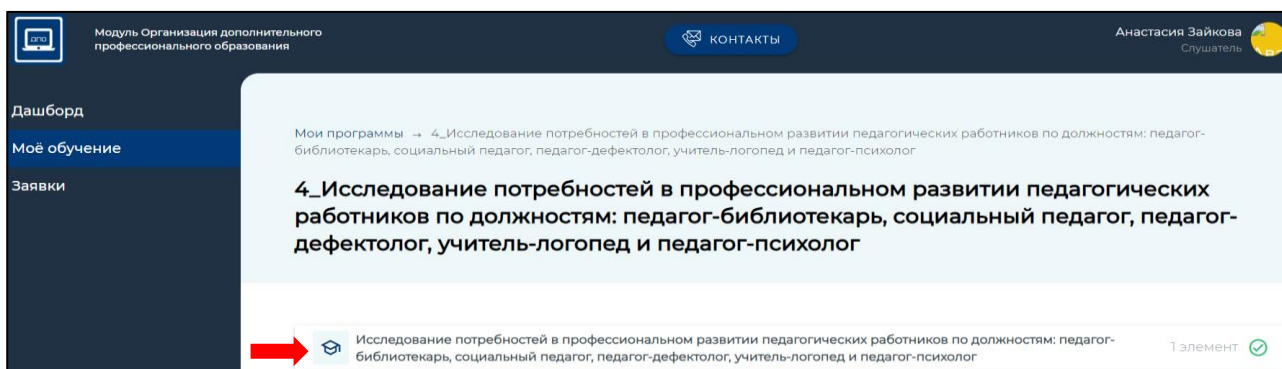 дпо
Модуль Организация дополнительного
профессионального образования
КОНТАКТЫ
Анастасия Зайкова
Слушатель
Дашборд
Моё обучение
Заявки
Мои программы → 4_Исследование потребностей в профессиональном развитии педагогических работников по должностям: педагог-
библиотекарь, социальный педагог, педагог-дефектолог, учитель-логопед и педагог-психолог
4_Исследование потребностей в профессиональном развитии педагогических
работников по должностям: педагог-библиотекарь, социальный педагог, педагог-
дефектолог, учитель-логопед и педагог-психолог
Исследование потребностей в профессиональном развитии педагогических работников по должностям: педагог-
библиотекарь, социальный педагог, педагог-дефектолог, учитель-логопед и педагог-психолог
1 элемент